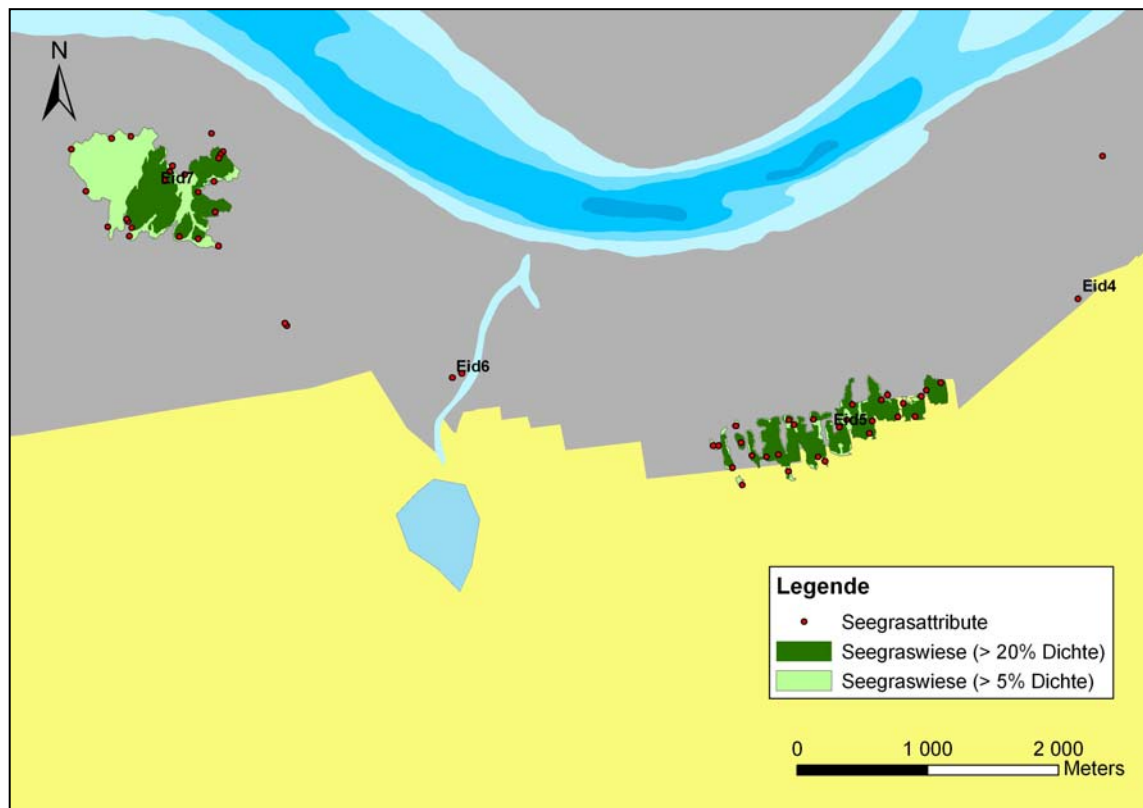 N
Eid7
Eid4
Eid6
Eid5
Legende
Seegrasattribute
Seegraswiese (> 20% Dichte)
Seegraswiese (> 5% Dichte)
0 1 000 2 000
Meters